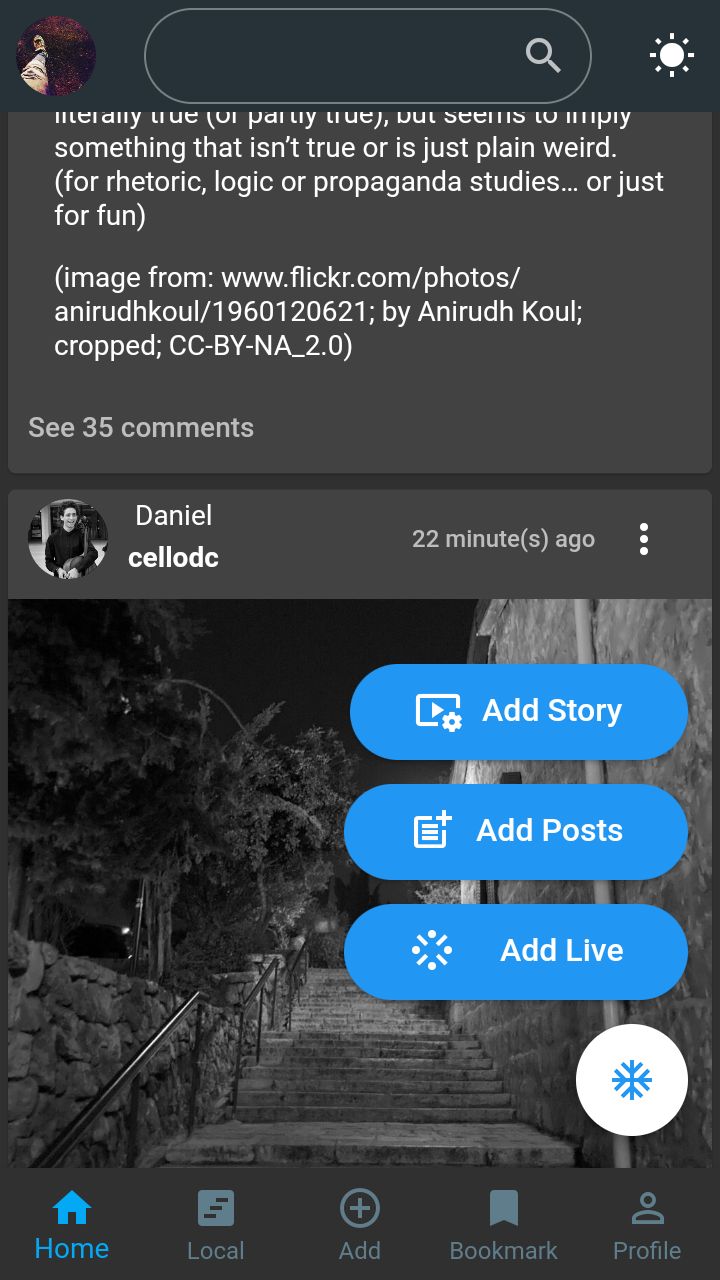 literally true (or partly true), but seems to imply
something that isn’t true or is just plain weird.
(for rhetoric, logic or propaganda studies… or just
for fun)
(image from: www.flickr.com/photos/
anirudhkoul/1960120621; by Anirudh Koul;
cropped; CC-BY-NA_2.0)
See 35 comments
Daniel
cellodc
22 minute(s) ago
Add Story
Add Posts
Add Live
Home
Local
Add
Bookmark
Profile